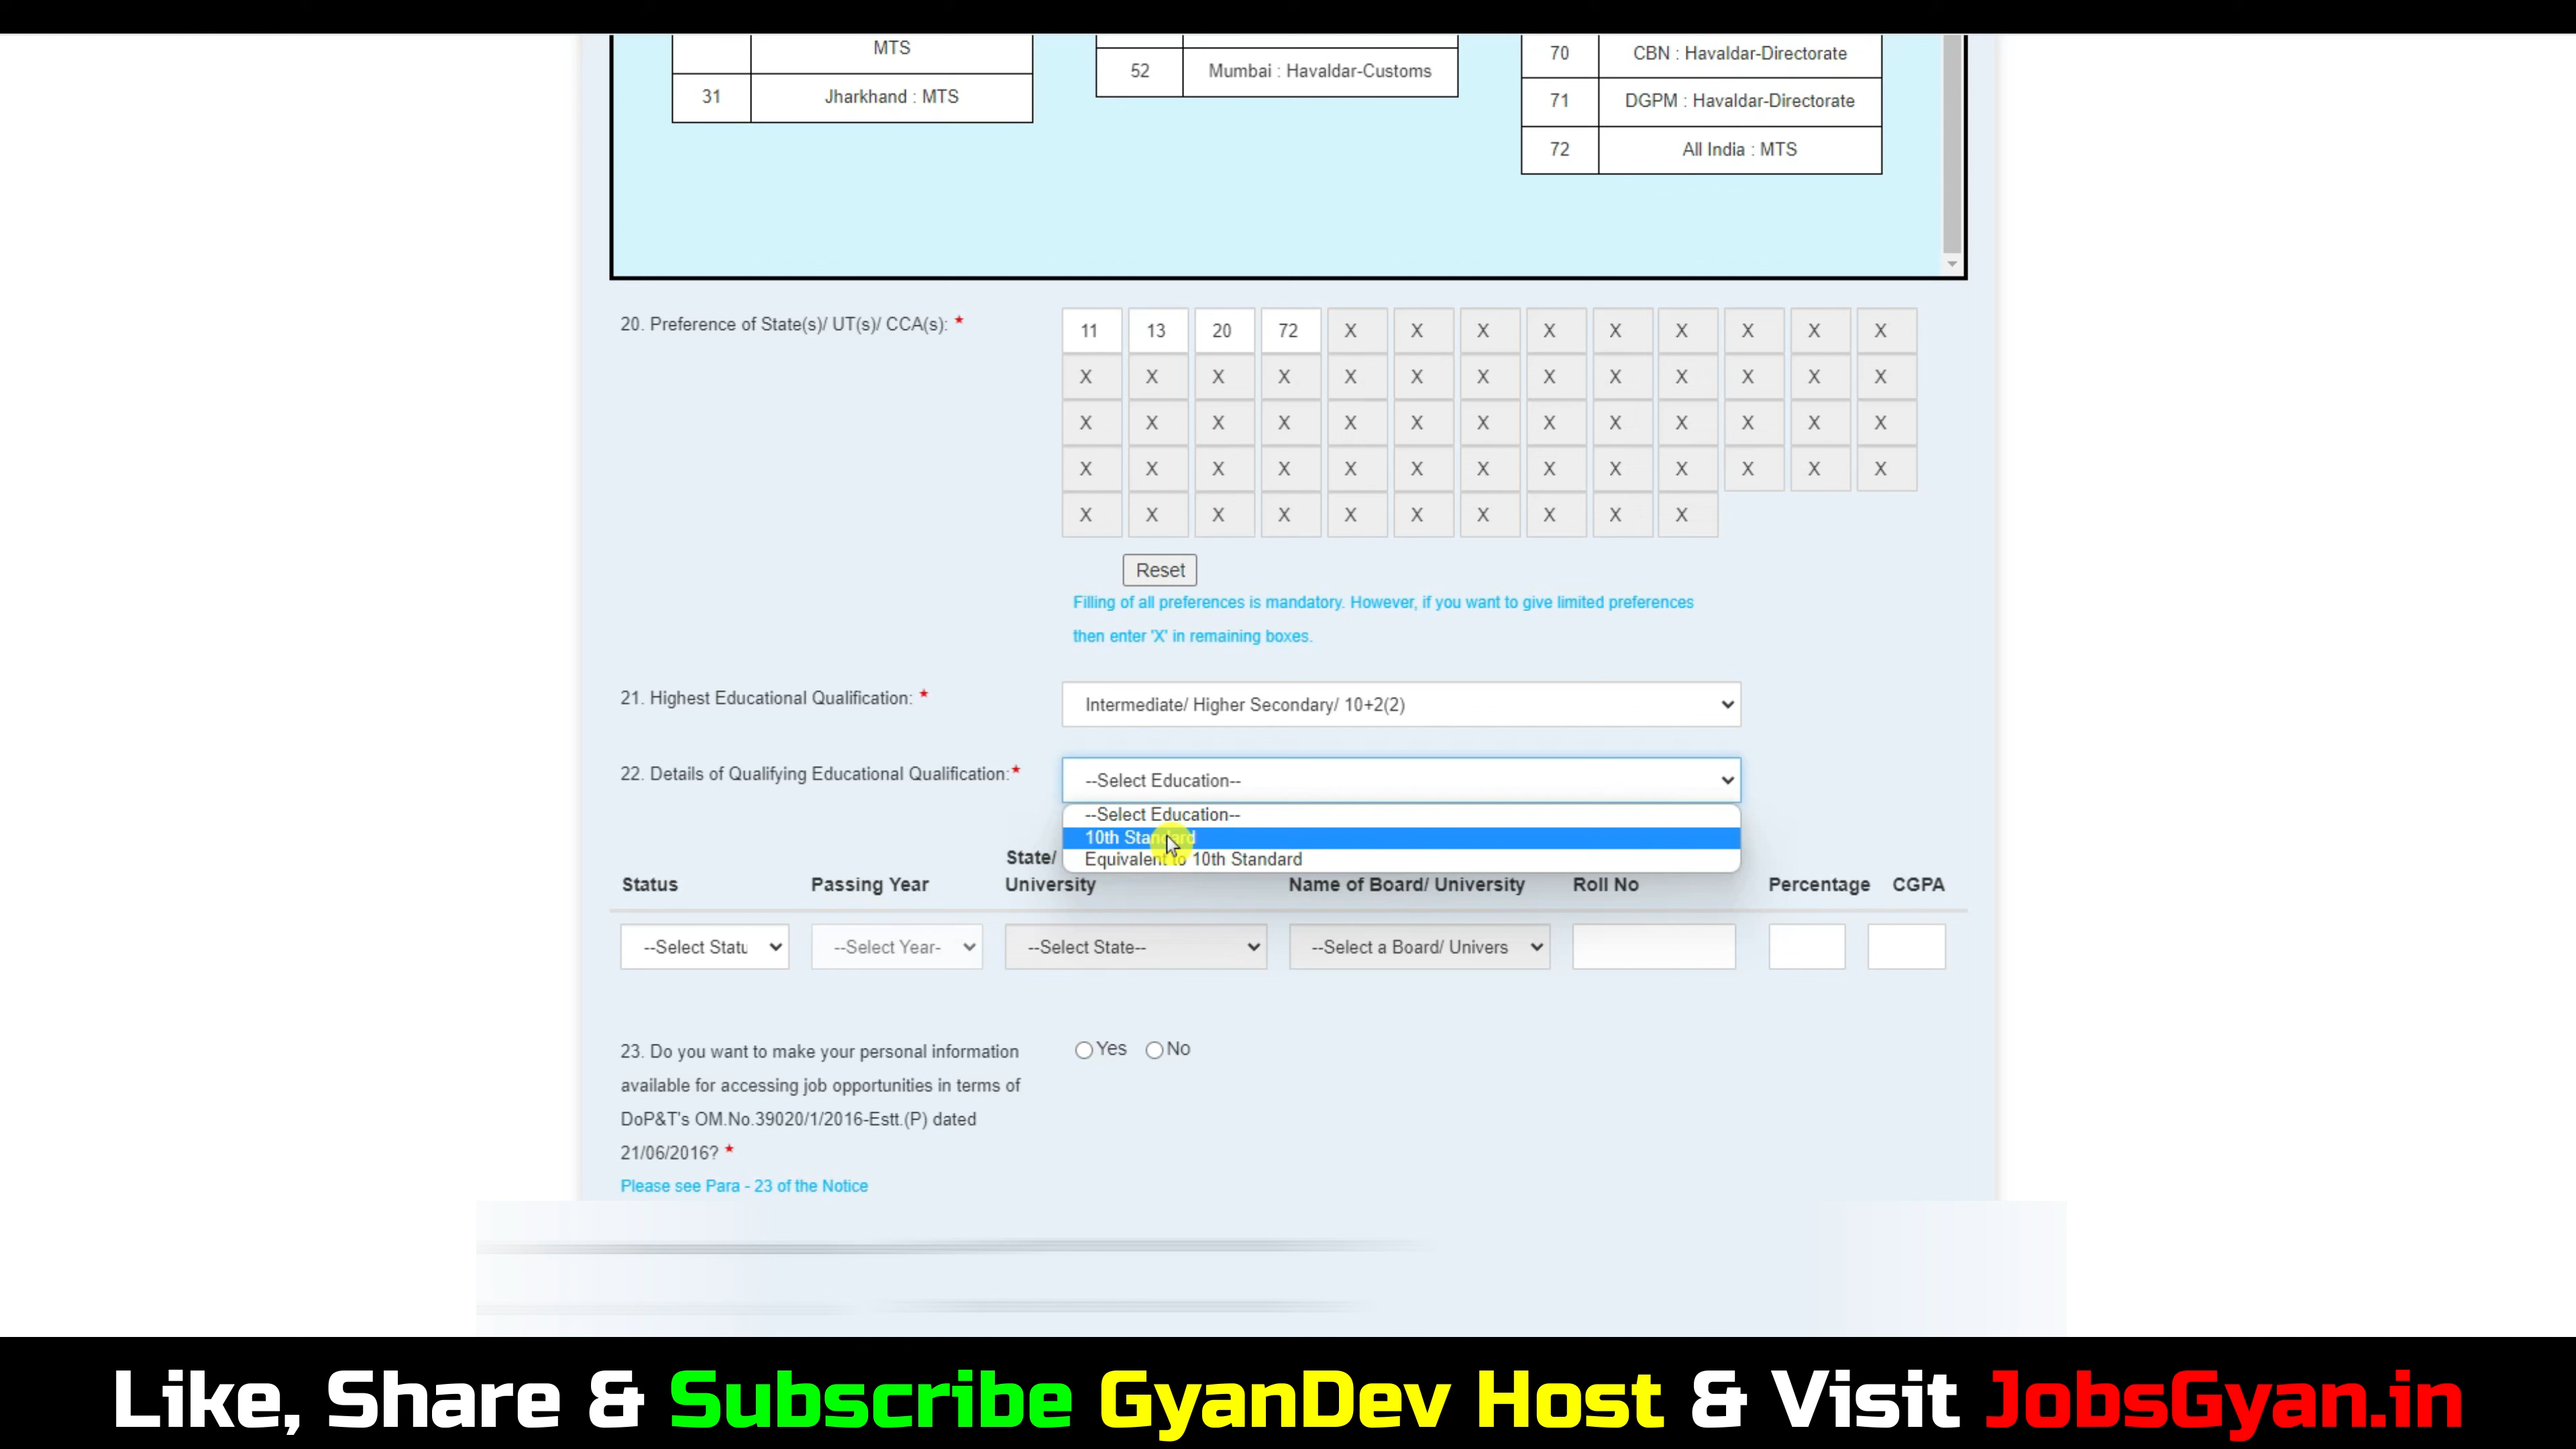 MTS
31 Jharkhand : MTS
52 Mumbai : Havaldar-Customs
70 CBN : Havaldar-Directorate
71 DGPM : Havaldar-Directorate
72 All India : MTS
20. Preference of State(s)/ UT(s)/ CCA(s): *
11 13 20 72 X X X X X X X X X
X X X X X X X X X X X X X
X X X X X X X X X X X X X
X X X X X X X X X X X X X
X X X X X X X X X X
Reset
Filling of all preferences is mandatory. However, if you want to give limited preferences
then enter 'X' in remaining boxes.
21. Highest Educational Qualification: *
Intermediate/ Higher Secondary/ 10+2(2)
22. Details of Qualifying Educational Qualification:*
--Select Education--
--Select Education--
10th Standard
Equivalent to 10th Standard
Status Passing Year State/ University Name of Board/ University Roll No Percentage CGPA
--Select Statu --Select Year- --Select State-- --Select a Board/ Univers
23. Do you want to make your personal information
available for accessing job opportunities in terms of
DoP&T's OM.No.39020/1/2016-Estt.(P) dated
21/06/2016? *
Yes No
Please see Para - 23 of the Notice
Like, Share & Subscribe GyanDev Host & Visit JobsGyan.in